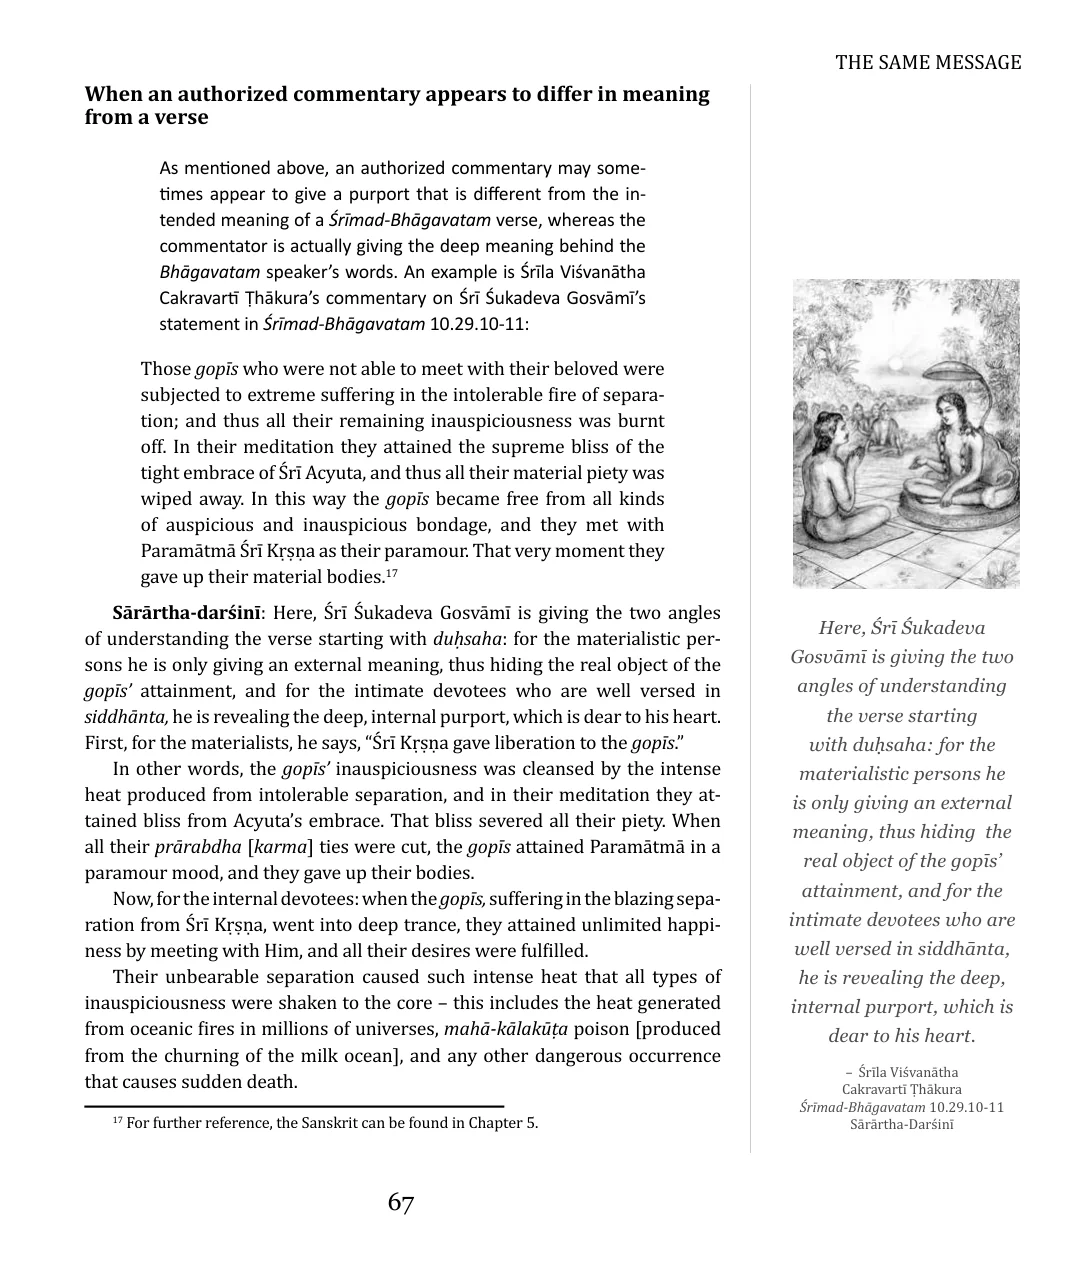 THE SAME MESSAGE
When an authorized commentary appears to differ in meaning
from a verse
As mentioned above, an authorized commentary may some-
times appear to give a purport that is different from the in-
tended meaning of a Śrīmad-Bhāgavatam verse, whereas the
commentator is actually giving the deep meaning behind the
Bhāgavatam speaker’s words. An example is Śrīla Viśvanātha
Cakravartī Ṭhākura’s commentary on Śrī Śukadeva Gosvāmī’s
statement in Śrīmad-Bhāgavatam 10.29.10-11:
Those gopīs who were not able to meet with their beloved were
subjected to extreme suffering in the intolerable fire of separa-
tion; and thus all their remaining inauspiciousness was burnt
off. In their meditation they attained the supreme bliss of the
tight embrace of Śrī Acyuta, and thus all their material piety was
wiped away. In this way the gopīs became free from all kinds
of auspicious and inauspicious bondage, and they met with
Paramātmā Śrī Kṛṣṇa as their paramour. That very moment they
gave up their material bodies.17
Sārārtha-darśinī: Here, Śrī Śukadeva Gosvāmī is giving the two angles
of understanding the verse starting with duḥsaha: for the materialistic per-
sons he is only giving an external meaning, thus hiding the real object of the
gopīs’ attainment, and for the intimate devotees who are well versed in
siddhānta, he is revealing the deep, internal purport, which is dear to his heart.
First, for the materialists, he says, “Śrī Kṛṣṇa gave liberation to the gopīs.”
In other words, the gopīs’ inauspiciousness was cleansed by the intense
heat produced from intolerable separation, and in their meditation they at-
tained bliss from Acyuta’s embrace. That bliss severed all their piety. When
all their prārabdha [karma] ties were cut, the gopīs attained Paramātmā in a
paramour mood, and they gave up their bodies.
Now, for the internal devotees: when the gopīs, suffering in the blazing sepa-
ration from Śrī Kṛṣṇa, went into deep trance, they attained unlimited happi-
ness by meeting with Him, and all their desires were fulfilled.
Their unbearable separation caused such intense heat that all types of
inauspiciousness were shaken to the core – this includes the heat generated
from oceanic fires in millions of universes, mahā-kālakūṭa poison [produced
from the churning of the milk ocean], and any other dangerous occurrence
that causes sudden death.
17 For further reference, the Sanskrit can be found in Chapter 5.
Here, Śrī Śukadeva
Gosvāmī is giving the two
angles of understanding
the verse starting
with duḥsaha: for the
materialistic persons he
is only giving an external
meaning, thus hiding the
real object of the gopīs’
attainment, and for the
intimate devotees who are
well versed in siddhānta,
he is revealing the deep,
internal purport, which is
dear to his heart.
– Śrīla Viśvanātha
Cakravartī Ṭhākura
Śrīmad-Bhāgavatam 10.29.10-11
Sārārtha-Darśinī
67